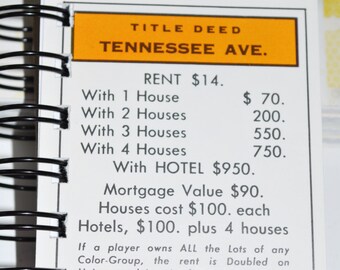 TITLE DEED
TENNESSEE AVE.
RENT $14.
With 1 House $ 70.
With 2 Houses 200.
With 3 Houses 550.
With 4 Houses 750.
With HOTEL $950.
Mortgage Value $90.
Houses cost $100. each
Hotels, $100. plus 4 houses
If a player owns ALL the Lots of any
Color-Group, the rent is Doubled on